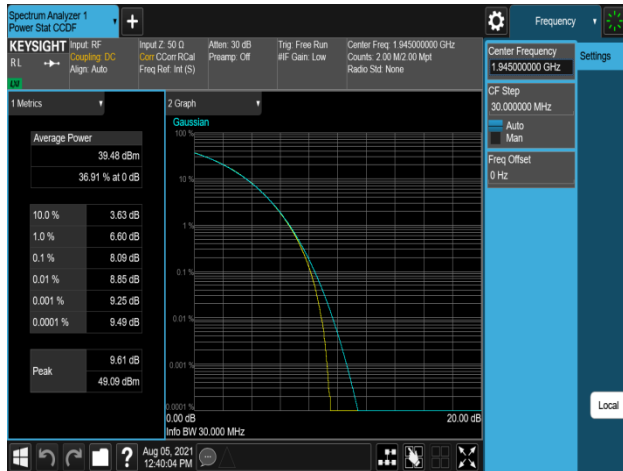 Spectrum Analyzer 1
Power Stat CCDF
Frequency
KEYSIGHT
RL
Input: RF
Coupling: DC
Align: Auto
Input Z: 50 Ω
Corr CCorr RCal
Freq Ref: Int (S)
Atten: 30 dB
Preamp: Off
Trig: Free Run
#IF Gain: Low
Center Freq: 1.945000000 GHz
Counts: 2.00 M/2.00 Mpt
Radio Std: None
Center Frequency
1.945000000 GHz
Settings
CF Step
30.000000 MHz
Auto
Man
Freq Offset
0 Hz
1 Metrics
Average Power
39.48 dBm
36.91 % at 0 dB
10.0 % 3.63 dB
1.0 % 6.60 dB
0.1 % 8.09 dB
0.01 % 8.85 dB
0.001 % 9.25 dB
0.0001 % 9.49 dB
Peak
9.61 dB
49.09 dBm
2 Graph
Gaussian
100 %
10 %
1 %
0.1 %
0.01 %
0.001 %
0.0001 %
0.00 dB 20.00 dB
Info BW 30.000 MHz
Local
Aug 05, 2021
12:40:04 PM